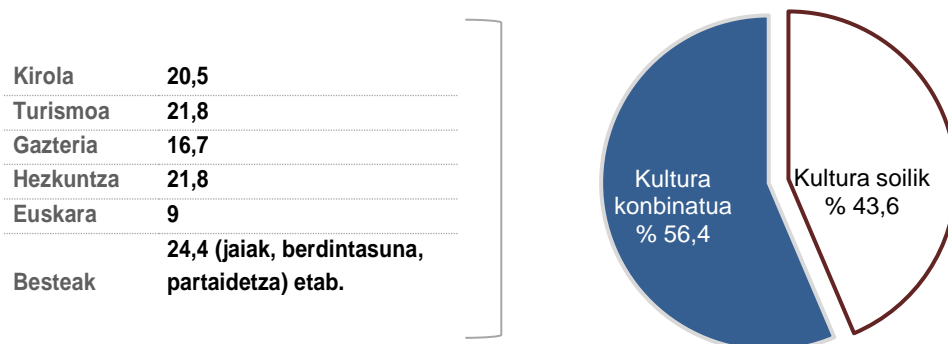 Kirola 20,5
Turismoa 21,8
Gazteria 16,7
Hezkuntza 21,8
Euskara 9
24,4 (jaiak, berdintasuna,
Besteak partaidetza) etab.
Kultura
konbinatua
% 56,4
Kultura soilik
% 43,6